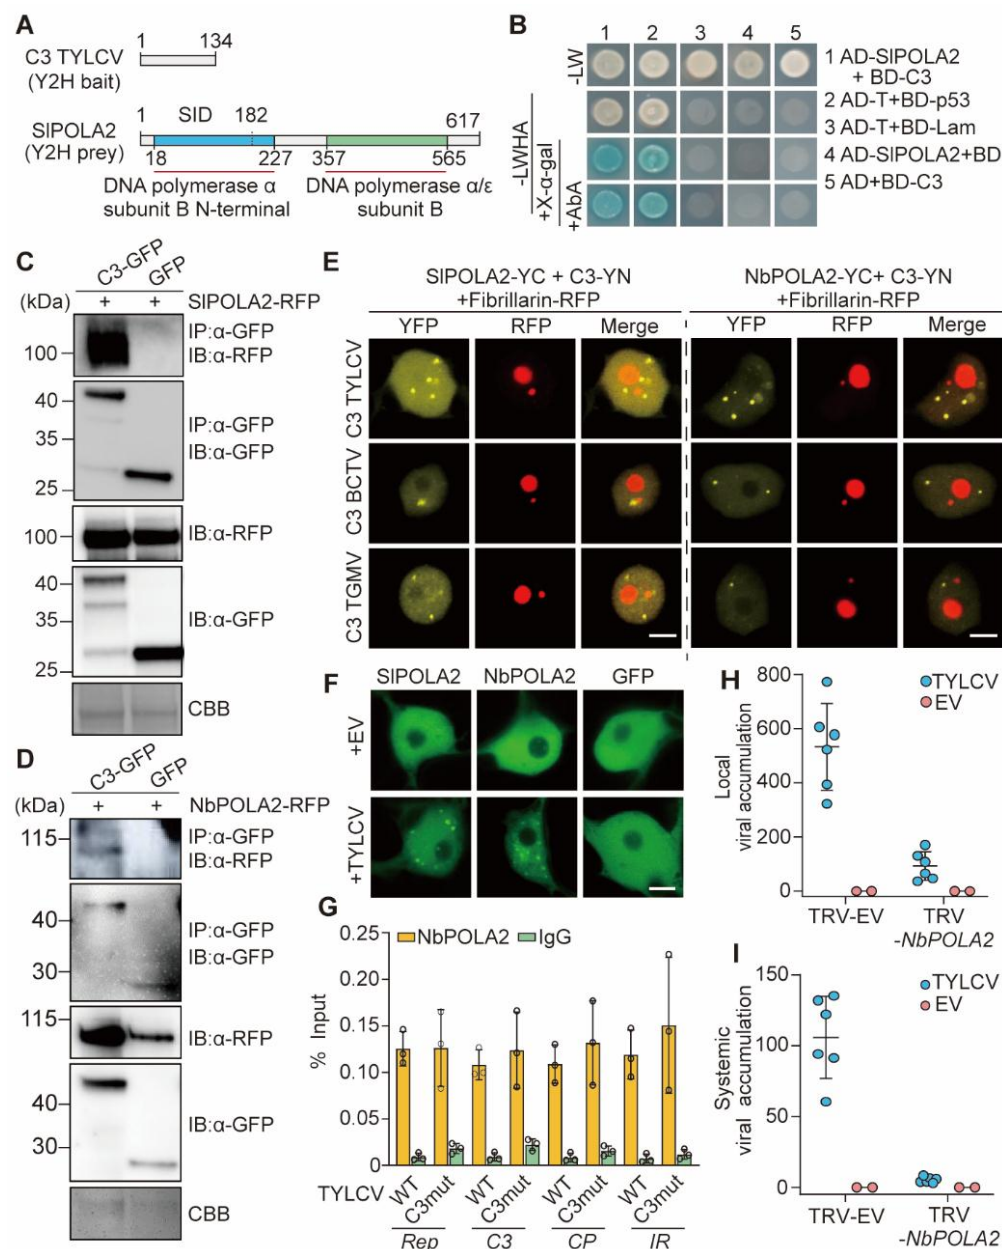 A
C3 TYLCV
(Y2H bait)
1
134
SlPOLA2
(Y2H prey)
1
SID
182
617
18
227
357
565
DNA polymerase α
subunit B N-terminal
DNA polymerase α/ε
subunit B
B
1 2 3 4 5
-LW
-LWHA
+X-α-gal
+AbA
1 AD-SlPOLA2
+ BD-C3
2 AD-T+BD-p53
3 AD-T+BD-Lam
4 AD-SlPOLA2+BD
5 AD+BD-C3
C
C3-GFP
GFP
(kDa)
+ + SlPOLA2-RFP
100
IP:α-GFP
IB:α-RFP
40
35
25
IP:α-GFP
IB:α-GFP
100
IB:α-RFP
40
35
25
IB:α-GFP
CBB
D
C3-GFP
GFP
(kDa)
+ + NbPOLA2-RFP
115
IP:α-GFP
IB:α-RFP
40
30
IP:α-GFP
IB:α-GFP
115
IB:α-RFP
40
30
IB:α-GFP
CBB
E
SlPOLA2-YC + C3-YN
+Fibrillarin-RFP
NbPOLA2-YC+ C3-YN
+Fibrillarin-RFP
YFP RFP Merge
YFP RFP Merge
C3 TYLCV
C3 BCTV
C3 TGMV
F
SlPOLA2 NbPOLA2 GFP
+EV
+TYLCV
G
NbPOLA2 IgG
% Input
0.25
0.20
0.15
0.10
0.05
0
TYLCV
WT C3mut WT C3mut WT C3mut WT C3mut
Rep C3 CP IR
H
TYLCV
EV
Local
viral accumulation
800
600
400
200
0
TRV-EV
TRV
-NbPOLA2
I
TYLCV
EV
Systemic
viral accumulation
150
100
50
0
TRV-EV
TRV
-NbPOLA2